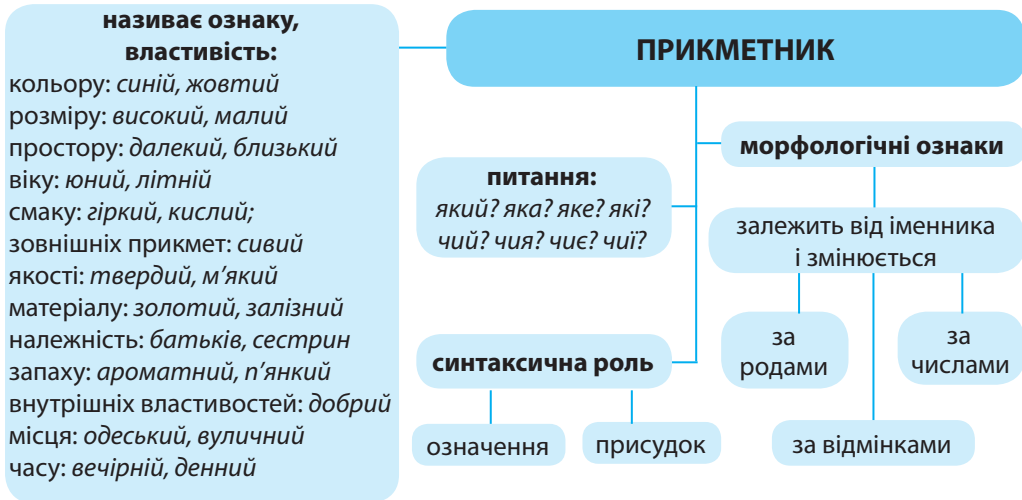 називає ознаку,
властивість:
кольору: синій, жовтий
розміру: високий, малий
простору: далекий, близький
віку: юний, літній
смаку: гіркий, кислий;
зовнішніх прикмет: сивий
якості: твердий, м’який
матеріалу: золотий, залізний
належність: батьків, сестрин
запаху: ароматний, п’янкий
внутрішніх властивостей: добрий
місця: одеський, вуличний
часу: вечірній, денний
ПРИКМЕТНИК
питання:
який? яка? яке? які?
чий? чия? чиє? чиї?
синтаксична роль
означення
присудок
морфологічні ознаки
залежить від іменника
і змінюється
за
родами
за
числами
за відмінками